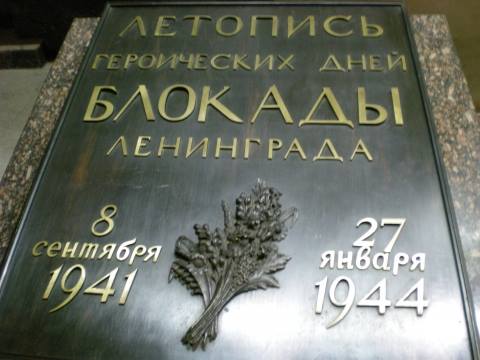 ЛЕТОПИСЬ
ГЕРОИЧЕСКИХ ДНЕЙ
БЛОКАДЫ
ЛЕНИНГРАДА
8
сентября
1941
27
января
1944